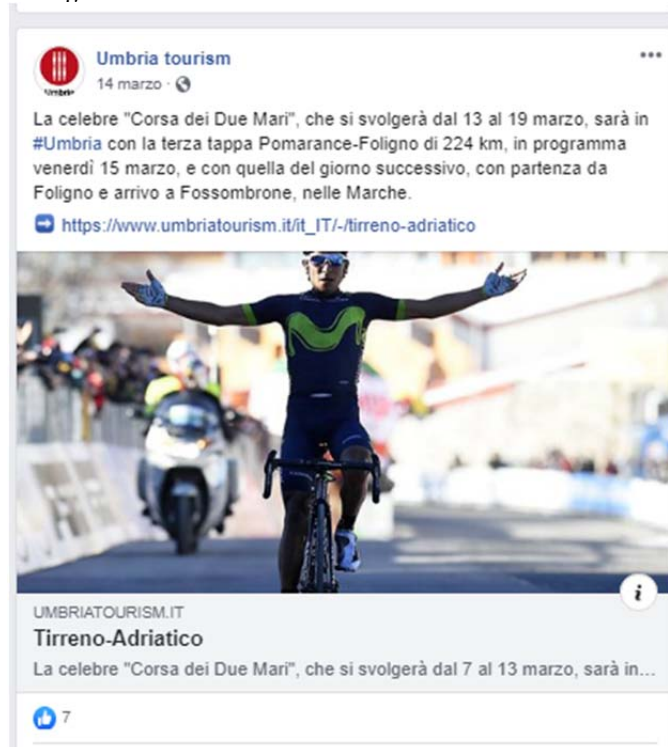 Umbria tourism
Umbria
14 marzo ·
La celebre "Corsa dei Due Mari", che si svolgerà dal 13 al 19 marzo, sarà in
#Umbria con la terza tappa Pomarance-Foligno di 224 km, in programma
venerdì 15 marzo, e con quella del giorno successivo, con partenza da
Foligno e arrivo a Fossombrone, nelle Marche.
https://www.umbriatourism.it/it_IT/-/tirreno-adriatico
UMBRIATOURISM.IT
Tirreno-Adriatico
La celebre "Corsa dei Due Mari", che si svolgerà dal 7 al 13 marzo, sarà in...
7